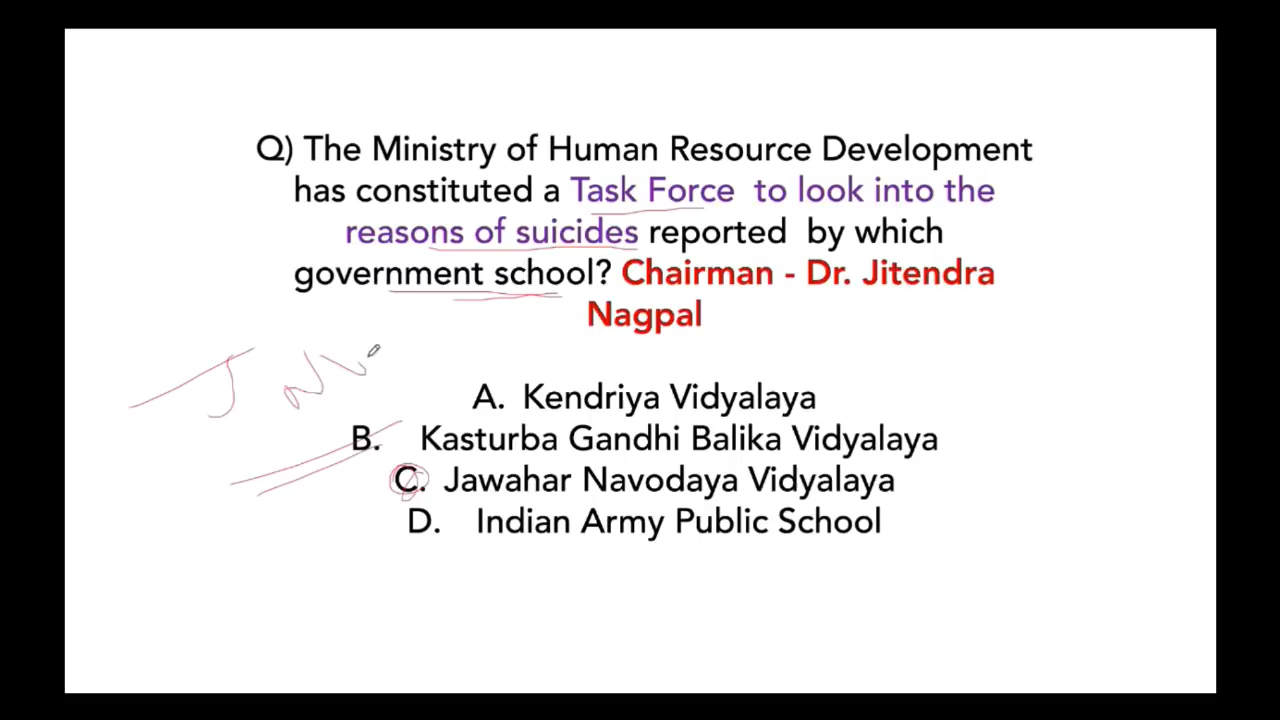 Q) The Ministry of Human Resource Development
has constituted a Task Force to look into the
reasons of suicides reported by which
government school? Chairman - Dr. Jitendra
Nagpal
J N V
A. Kendriya Vidyalaya
B. Kasturba Gandhi Balika Vidyalaya
C. Jawahar Navodaya Vidyalaya
D. Indian Army Public School